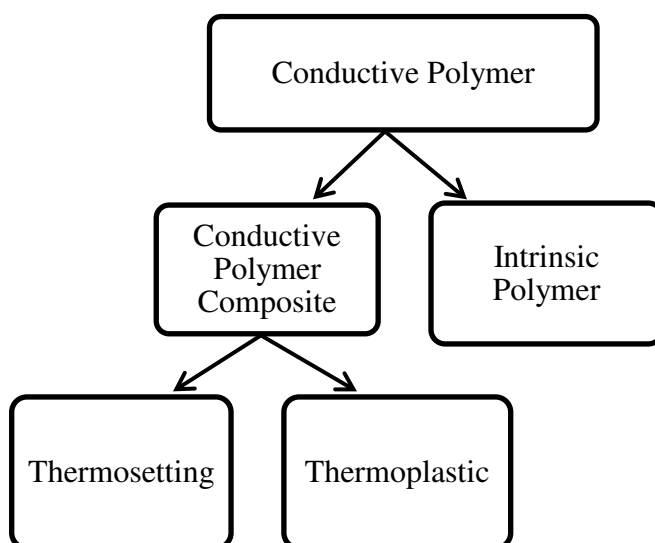 Conductive Polymer
Conductive
Polymer
Composite
Intrinsic
Polymer
Thermosetting
Thermoplastic